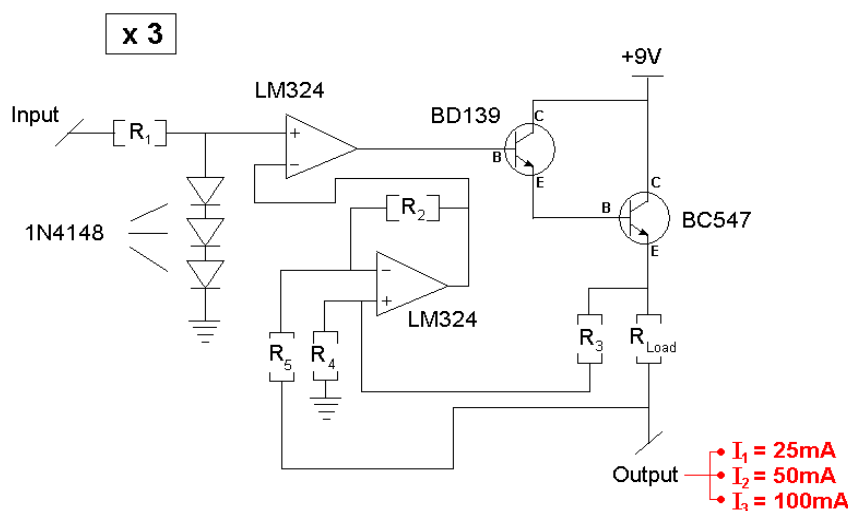 x 3
+9V
LM324
Input
R1
+
−
BD139
C
B
E
C
B
BC547
E
1N4148
R2
−
+
LM324
R5
R4
R3
RLoad
Output
I1 = 25mA
I2 = 50mA
I3 = 100mA